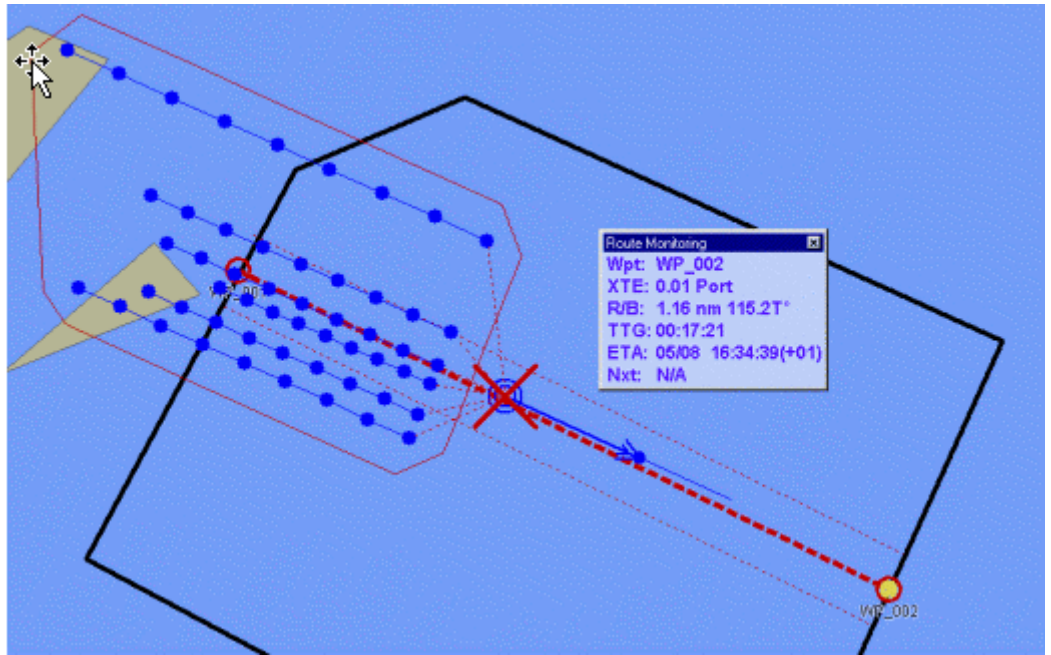 Route Monitoring
Wpt: WP_002
XTE: 0.01 Port
R/B: 1.16 nm 115.2T°
TTG: 00:17:21
ETA: 05/08 16:34:39(+01)
Nxt: N/A
WP_002